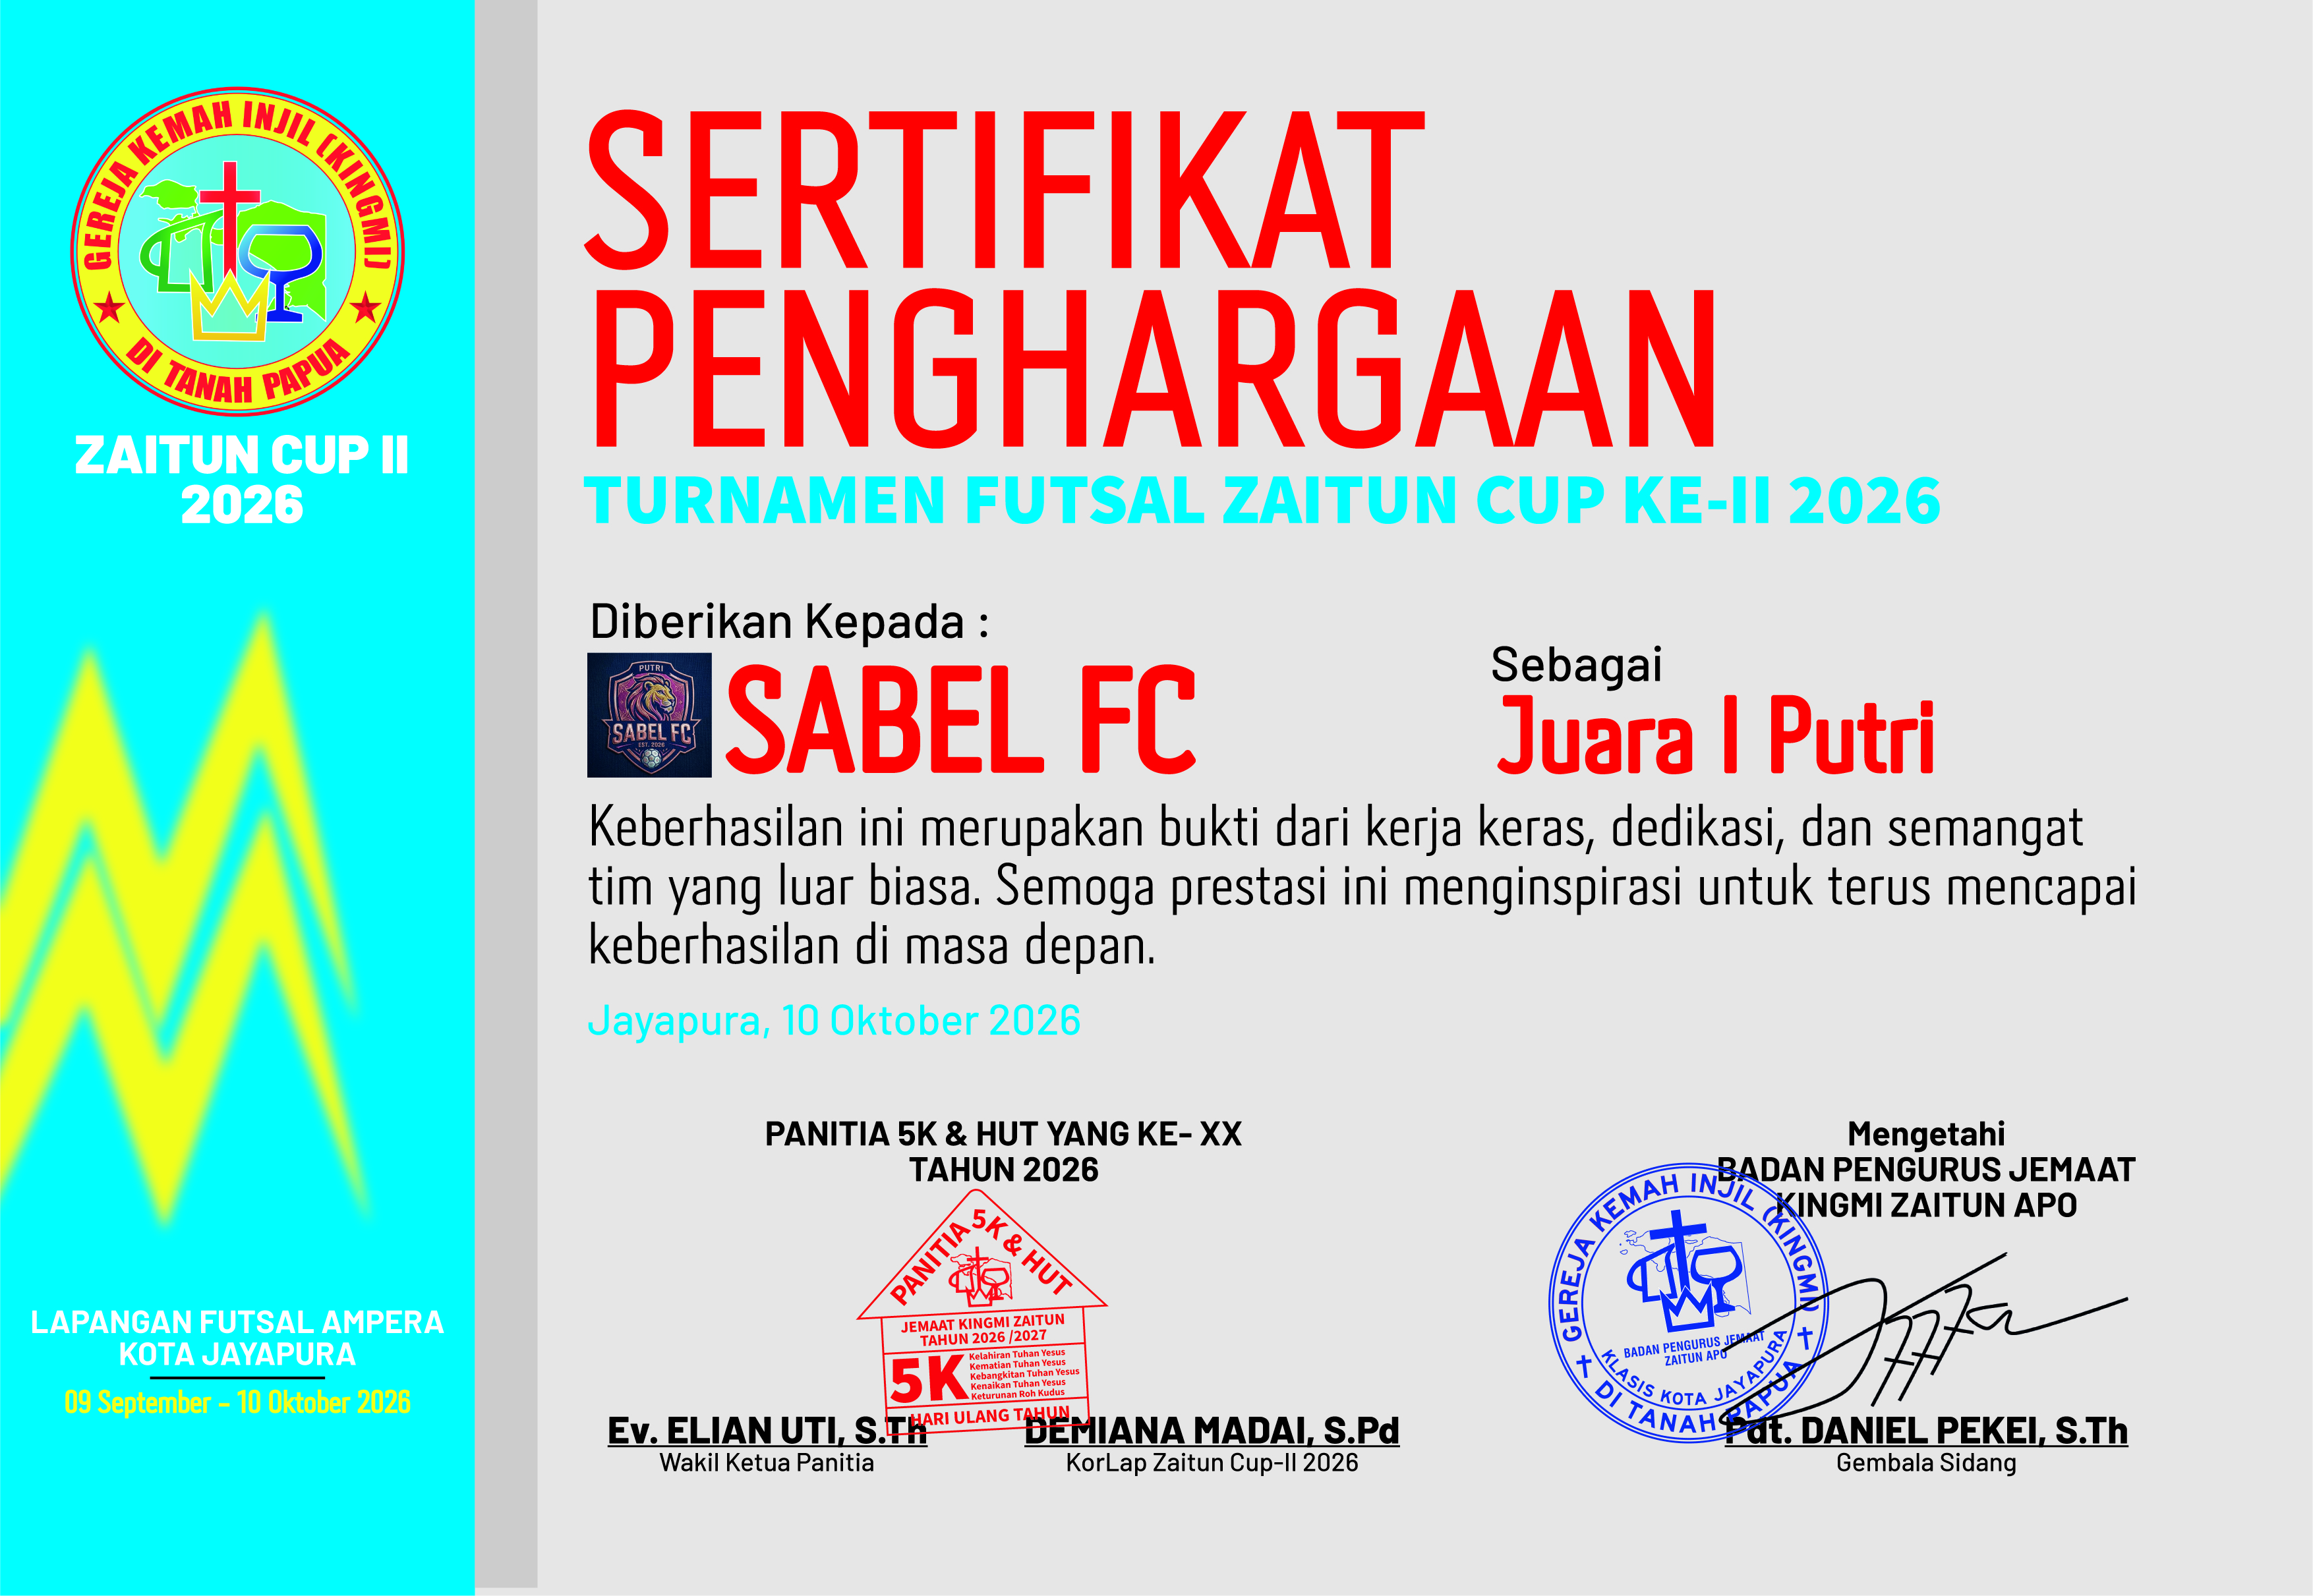 GEREJA KEMAH INJIL (KINGMI)
DI TANAH PAPUA
ZAITUN CUP II
2026
LAPANGAN FUTSAL AMPERA
KOTA JAYAPURA
09 September - 10 Oktober 2026
SERTIFIKAT
PENGHARGAAN
TURNAMEN FUTSAL ZAITUN CUP KE-II 2026
Diberikan Kepada :
PUTRI
SABEL FC
EST. 2026
SABEL FC
Sebagai
Juara I Putri
Keberhasilan ini merupakan bukti dari kerja keras, dedikasi, dan semangat
tim yang luar biasa. Semoga prestasi ini menginspirasi untuk terus mencapai
keberhasilan di masa depan.
Jayapura, 10 Oktober 2026
PANITIA 5K & HUT YANG KE- XX
TAHUN 2026
PANITIA 5K & HUT
JEMAAT KINGMI ZAITUN
TAHUN 2026 /2027
5K
Kelahiran Tuhan Yesus
Kematian Tuhan Yesus
Kebangkitan Tuhan Yesus
Kenaikan Tuhan Yesus
Keturunan Roh Kudus
HARI ULANG TAHUN
Ev. ELIAN UTI, S.Th
Wakil Ketua Panitia
DEMIANA MADAI, S.Pd
KorLap Zaitun Cup-II 2026
Mengetahi
BADAN PENGURUS JEMAAT
KINGMI ZAITUN APO
GEREJA KEMAH INJIL (KINGMI)
BADAN PENGURUS JEMAAT
ZAITUN APO
KLASIS KOTA JAYAPURA
DI TANAH PAPUA
Pdt. DANIEL PEKEI, S.Th
Gembala Sidang